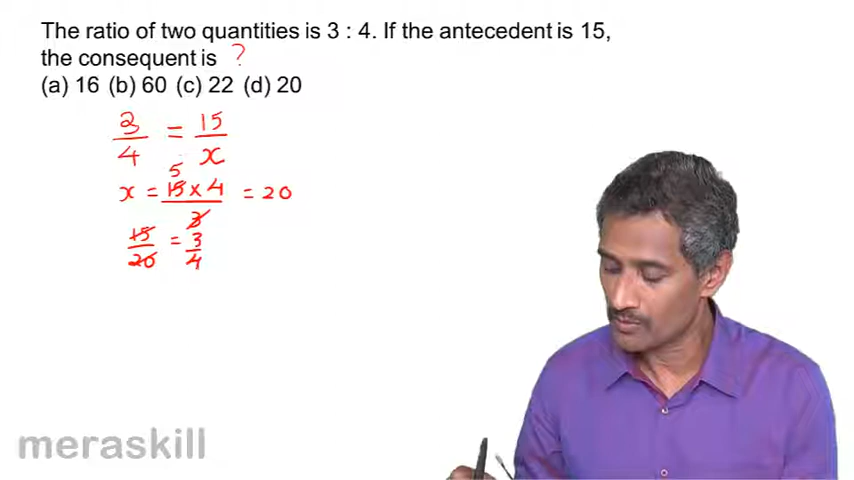 The ratio of two quantities is 3 : 4. If the antecedent is 15,
the consequent is ?
(a) 16 (b) 60 (c) 22 (d) 20
3/4 = 15/x
5
x = 15 x 4 / 3 = 20
15/20 = 3/4
meraskill